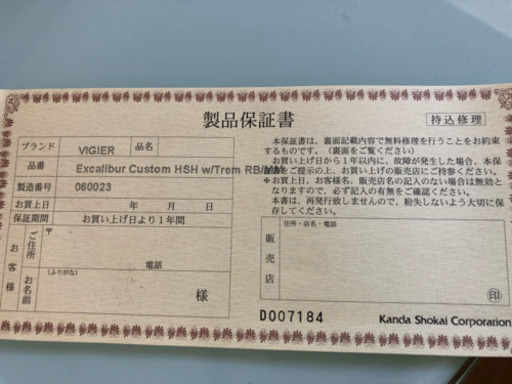 製品保証書
持込修理
ブランド VIGIER 品名
品番 Excalibur Custom HSH w/Trem
製造番号 060023
お買上日 年 月 日
保証期間 お買い上げ日より1年間
お客様
ご住所 〒
電話
(ふりがな)
お名前 様
本保証書は、裏面記載内容で無料修理を行うことをお約束
するものです。(裏面をご覧ください)
お買い上げ日から1年以内に、故障が発生した場合、本保
をご提示の上、お買上げの販売店にご持参ください。
お買上日、お客様名、販売店名の記入のない場合は無効と
なりますので、必ず記入の有無をご確認ください。
本書は、再発行致しませんので、紛失しないよう大切に保
存してください。
販売店
住所・店名・電話
印
D007184
Kanda Shokai Corporation